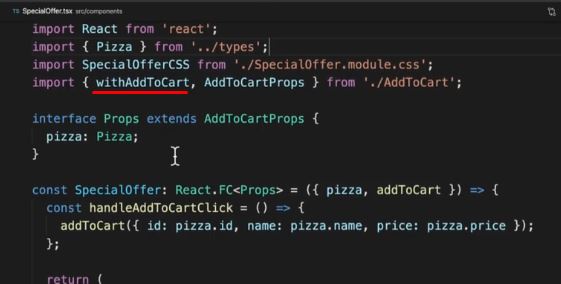 TS SpecialOffer.tsx src/components
import React from 'react';
import { Pizza } from '../types';
import SpecialOfferCSS from './SpecialOffer.module.css';
import { withAddToCart, AddToCartProps } from './AddToCart';
interface Props extends AddToCartProps {
pizza: Pizza;
}
const SpecialOffer: React.FC<Props> = ({ pizza, addToCart }) => {
const handleAddToCartClick = () => {
addToCart({ id: pizza.id, name: pizza.name, price: pizza.price });
};
return (